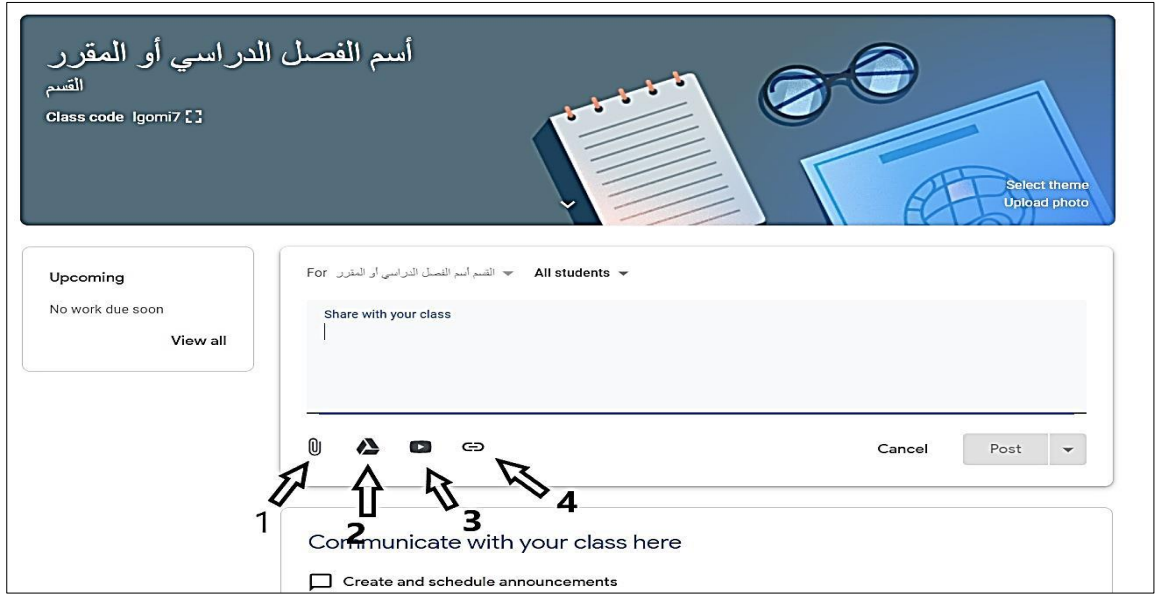 أسم الفصل الدراسي أو المقرر
القسم
Class code Igomi7
Select theme
Upload photo
Upcoming
No work due soon
View all
For القسم أسم الفصل الدراسي أو المقرر All students
Share with your class
Cancel Post
1 2 3 4
Communicate with your class here
Create and schedule announcements